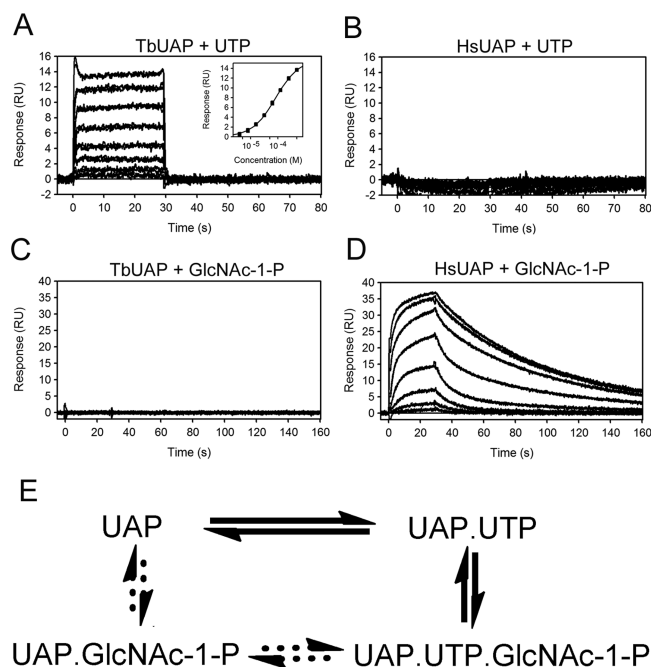 A
TbUAP + UTP
16
14
12
10
8
6
4
2
0
-2
Response (RU)
0 10 20 30 40 50 60 70 80
Time (s)
14
12
10
8
6
4
2
0
Response (RU)
10⁻⁵ 10⁻⁴
Concentration (M)
B
HsUAP + UTP
16
14
12
10
8
6
4
2
0
-2
Response (RU)
0 10 20 30 40 50 60 70 80
Time (s)
C
TbUAP + GlcNAc-1-P
40
35
30
25
20
15
10
5
0
Response (RU)
0 20 40 60 80 100 120 140 160
Time (s)
D
HsUAP + GlcNAc-1-P
40
35
30
25
20
15
10
5
0
Response (RU)
0 20 40 60 80 100 120 140 160
Time (s)
E
UAP UAP.UTP
UAP.GlcNAc-1-P UAP.UTP.GlcNAc-1-P